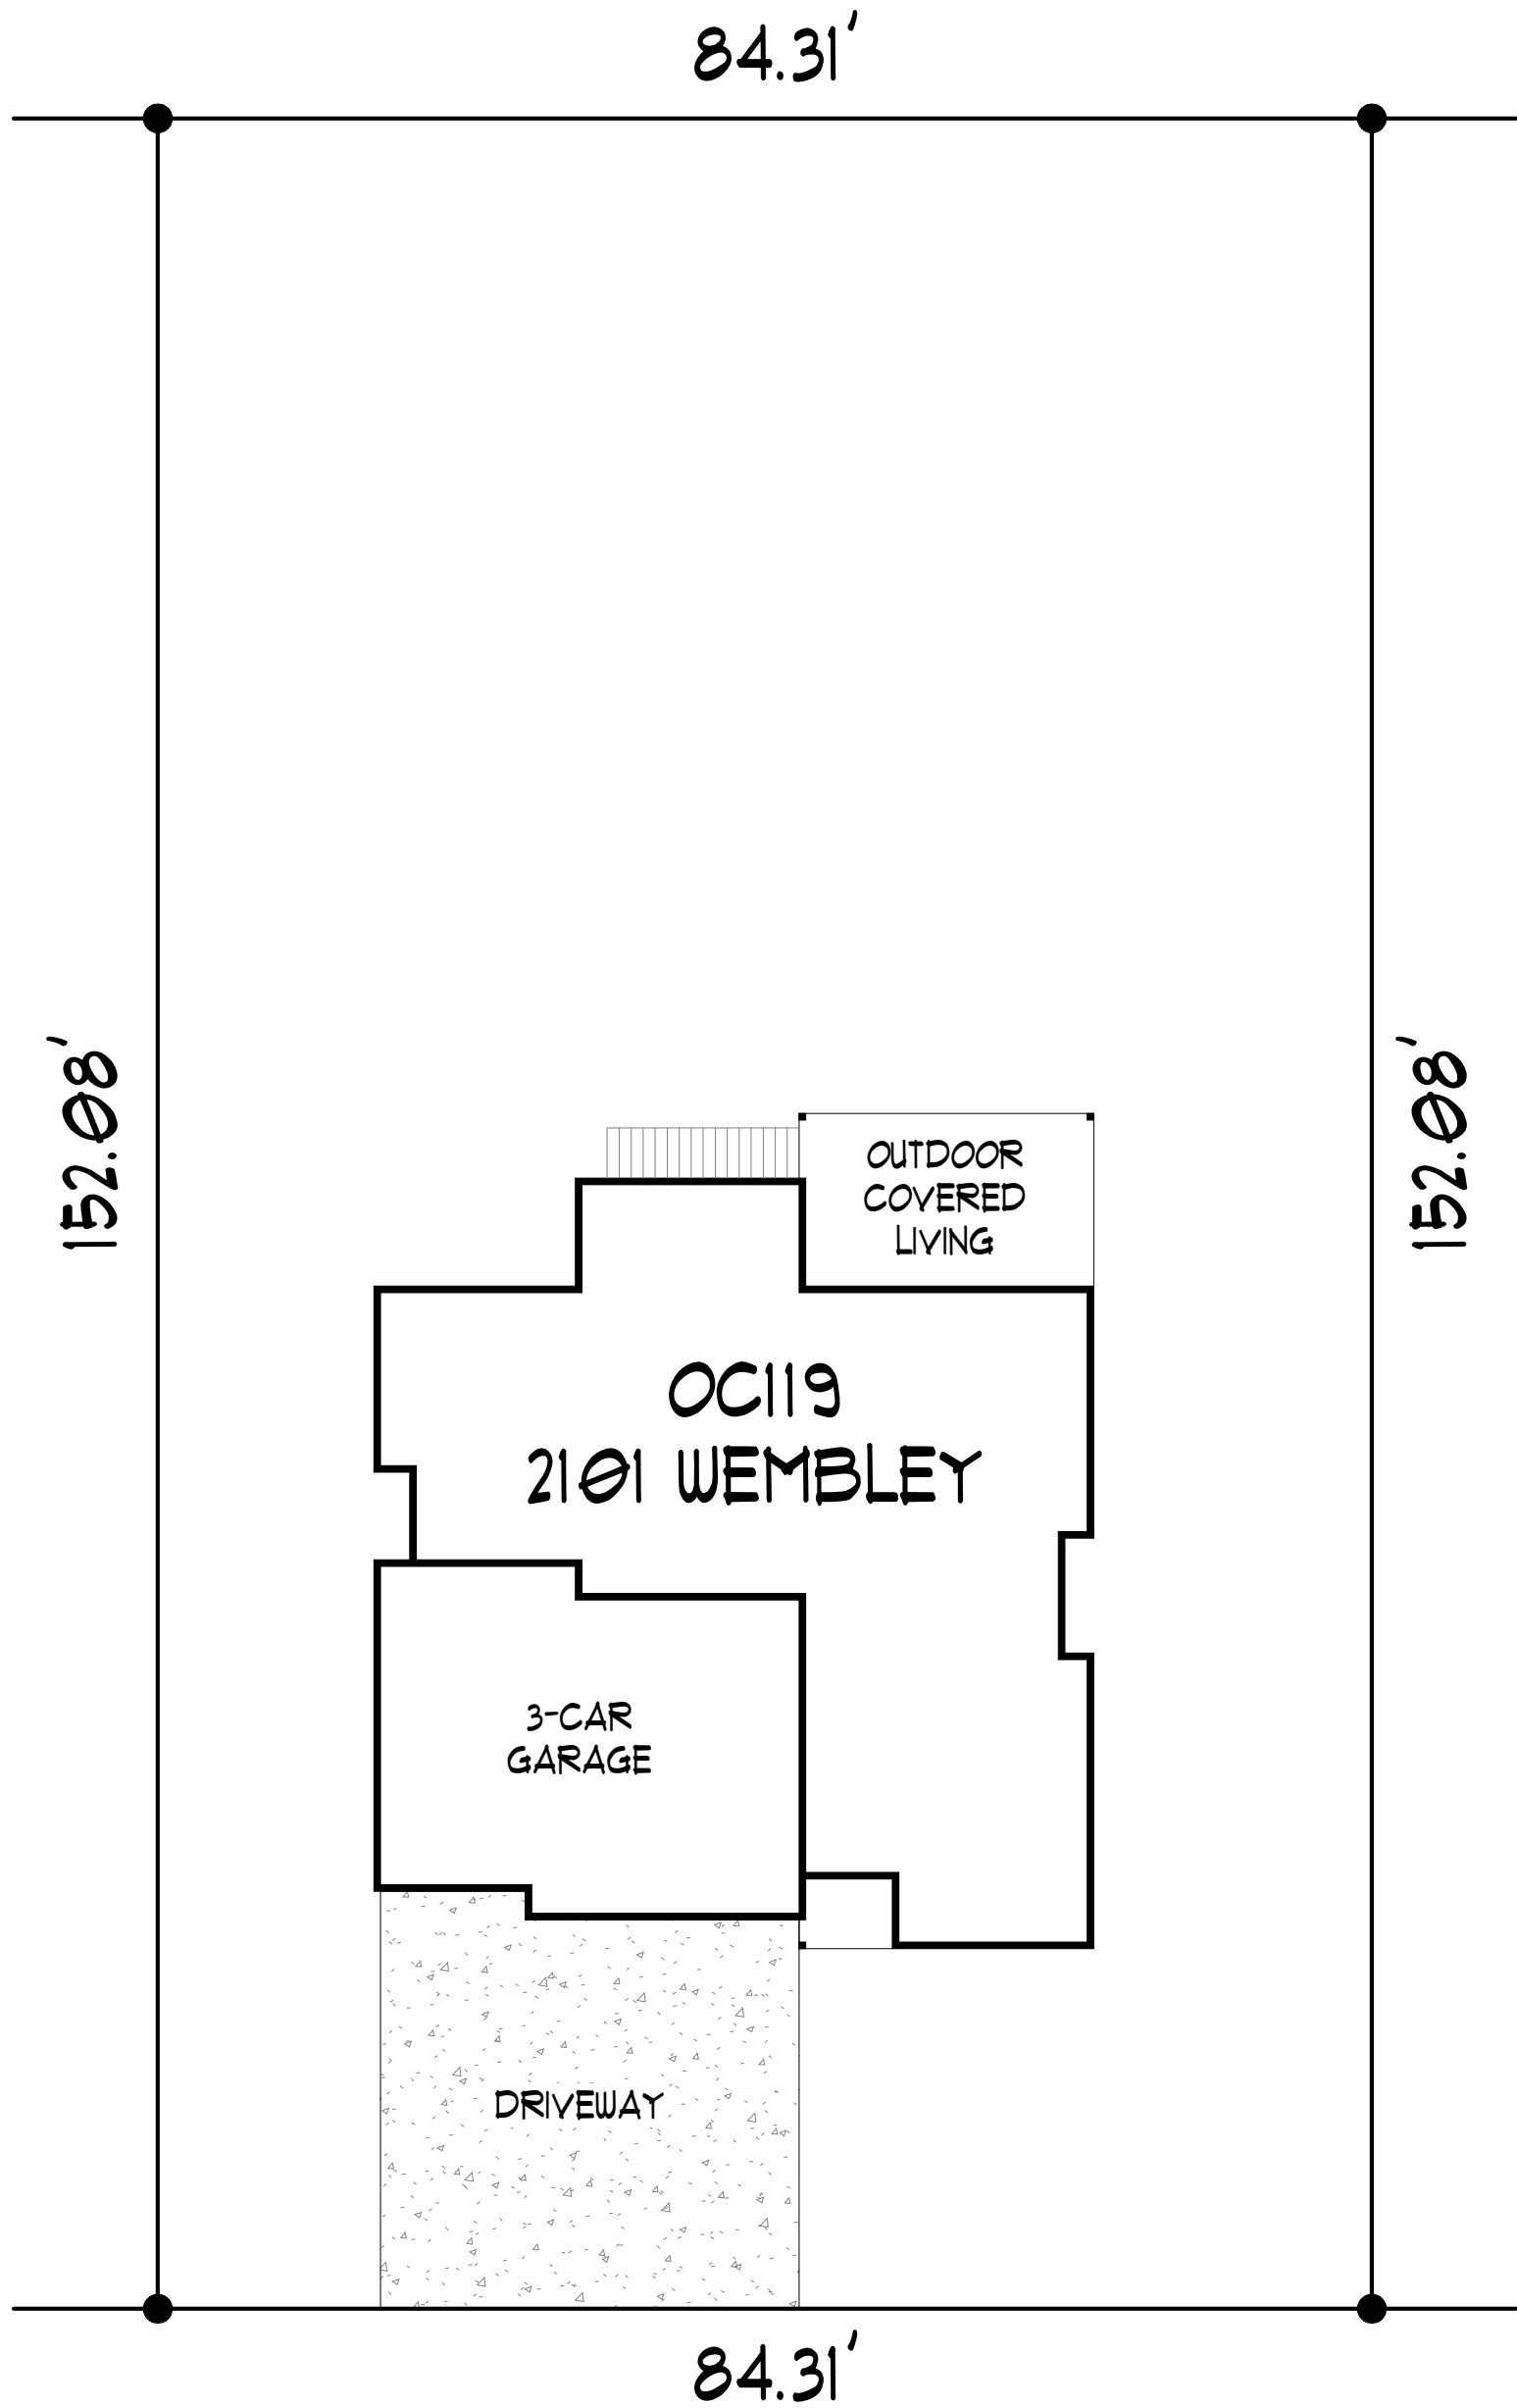 84.31'
152.08'
152.08'
OUTDOOR
COVERED
LIVING
OC119
2101 WEMBLEY
3-CAR
GARAGE
DRIVEWAY
84.31'